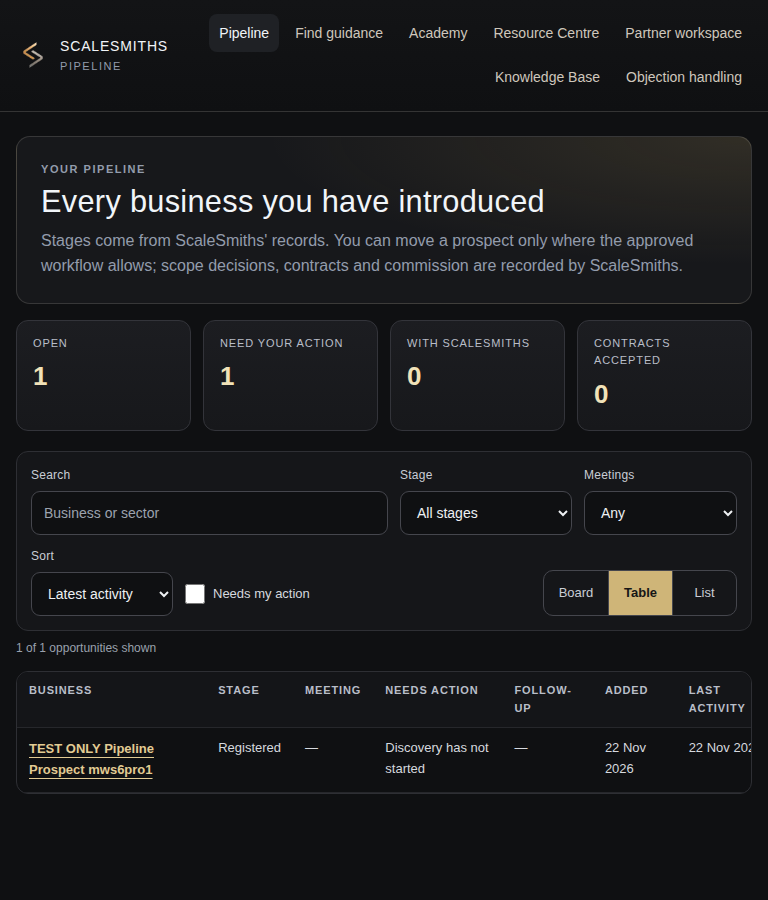 SCALESMITHS
PIPELINE
Pipeline Find guidance Academy Resource Centre Partner workspace
Knowledge Base Objection handling
YOUR PIPELINE
Every business you have introduced
Stages come from ScaleSmiths' records. You can move a prospect only where the approved
workflow allows; scope decisions, contracts and commission are recorded by ScaleSmiths.
OPEN
1
NEED YOUR ACTION
1
WITH SCALESMITHS
0
CONTRACTS
ACCEPTED
0
Search
Business or sector
Stage
All stages
Meetings
Any
Sort
Latest activity
Needs my action
Board Table List
1 of 1 opportunities shown
BUSINESS STAGE MEETING NEEDS ACTION FOLLOW-
UP ADDED LAST
ACTIVITY
TEST ONLY Pipeline
Prospect mws6pro1
Registered
—
Discovery has not
started
—
22 Nov
2026
22 Nov 202